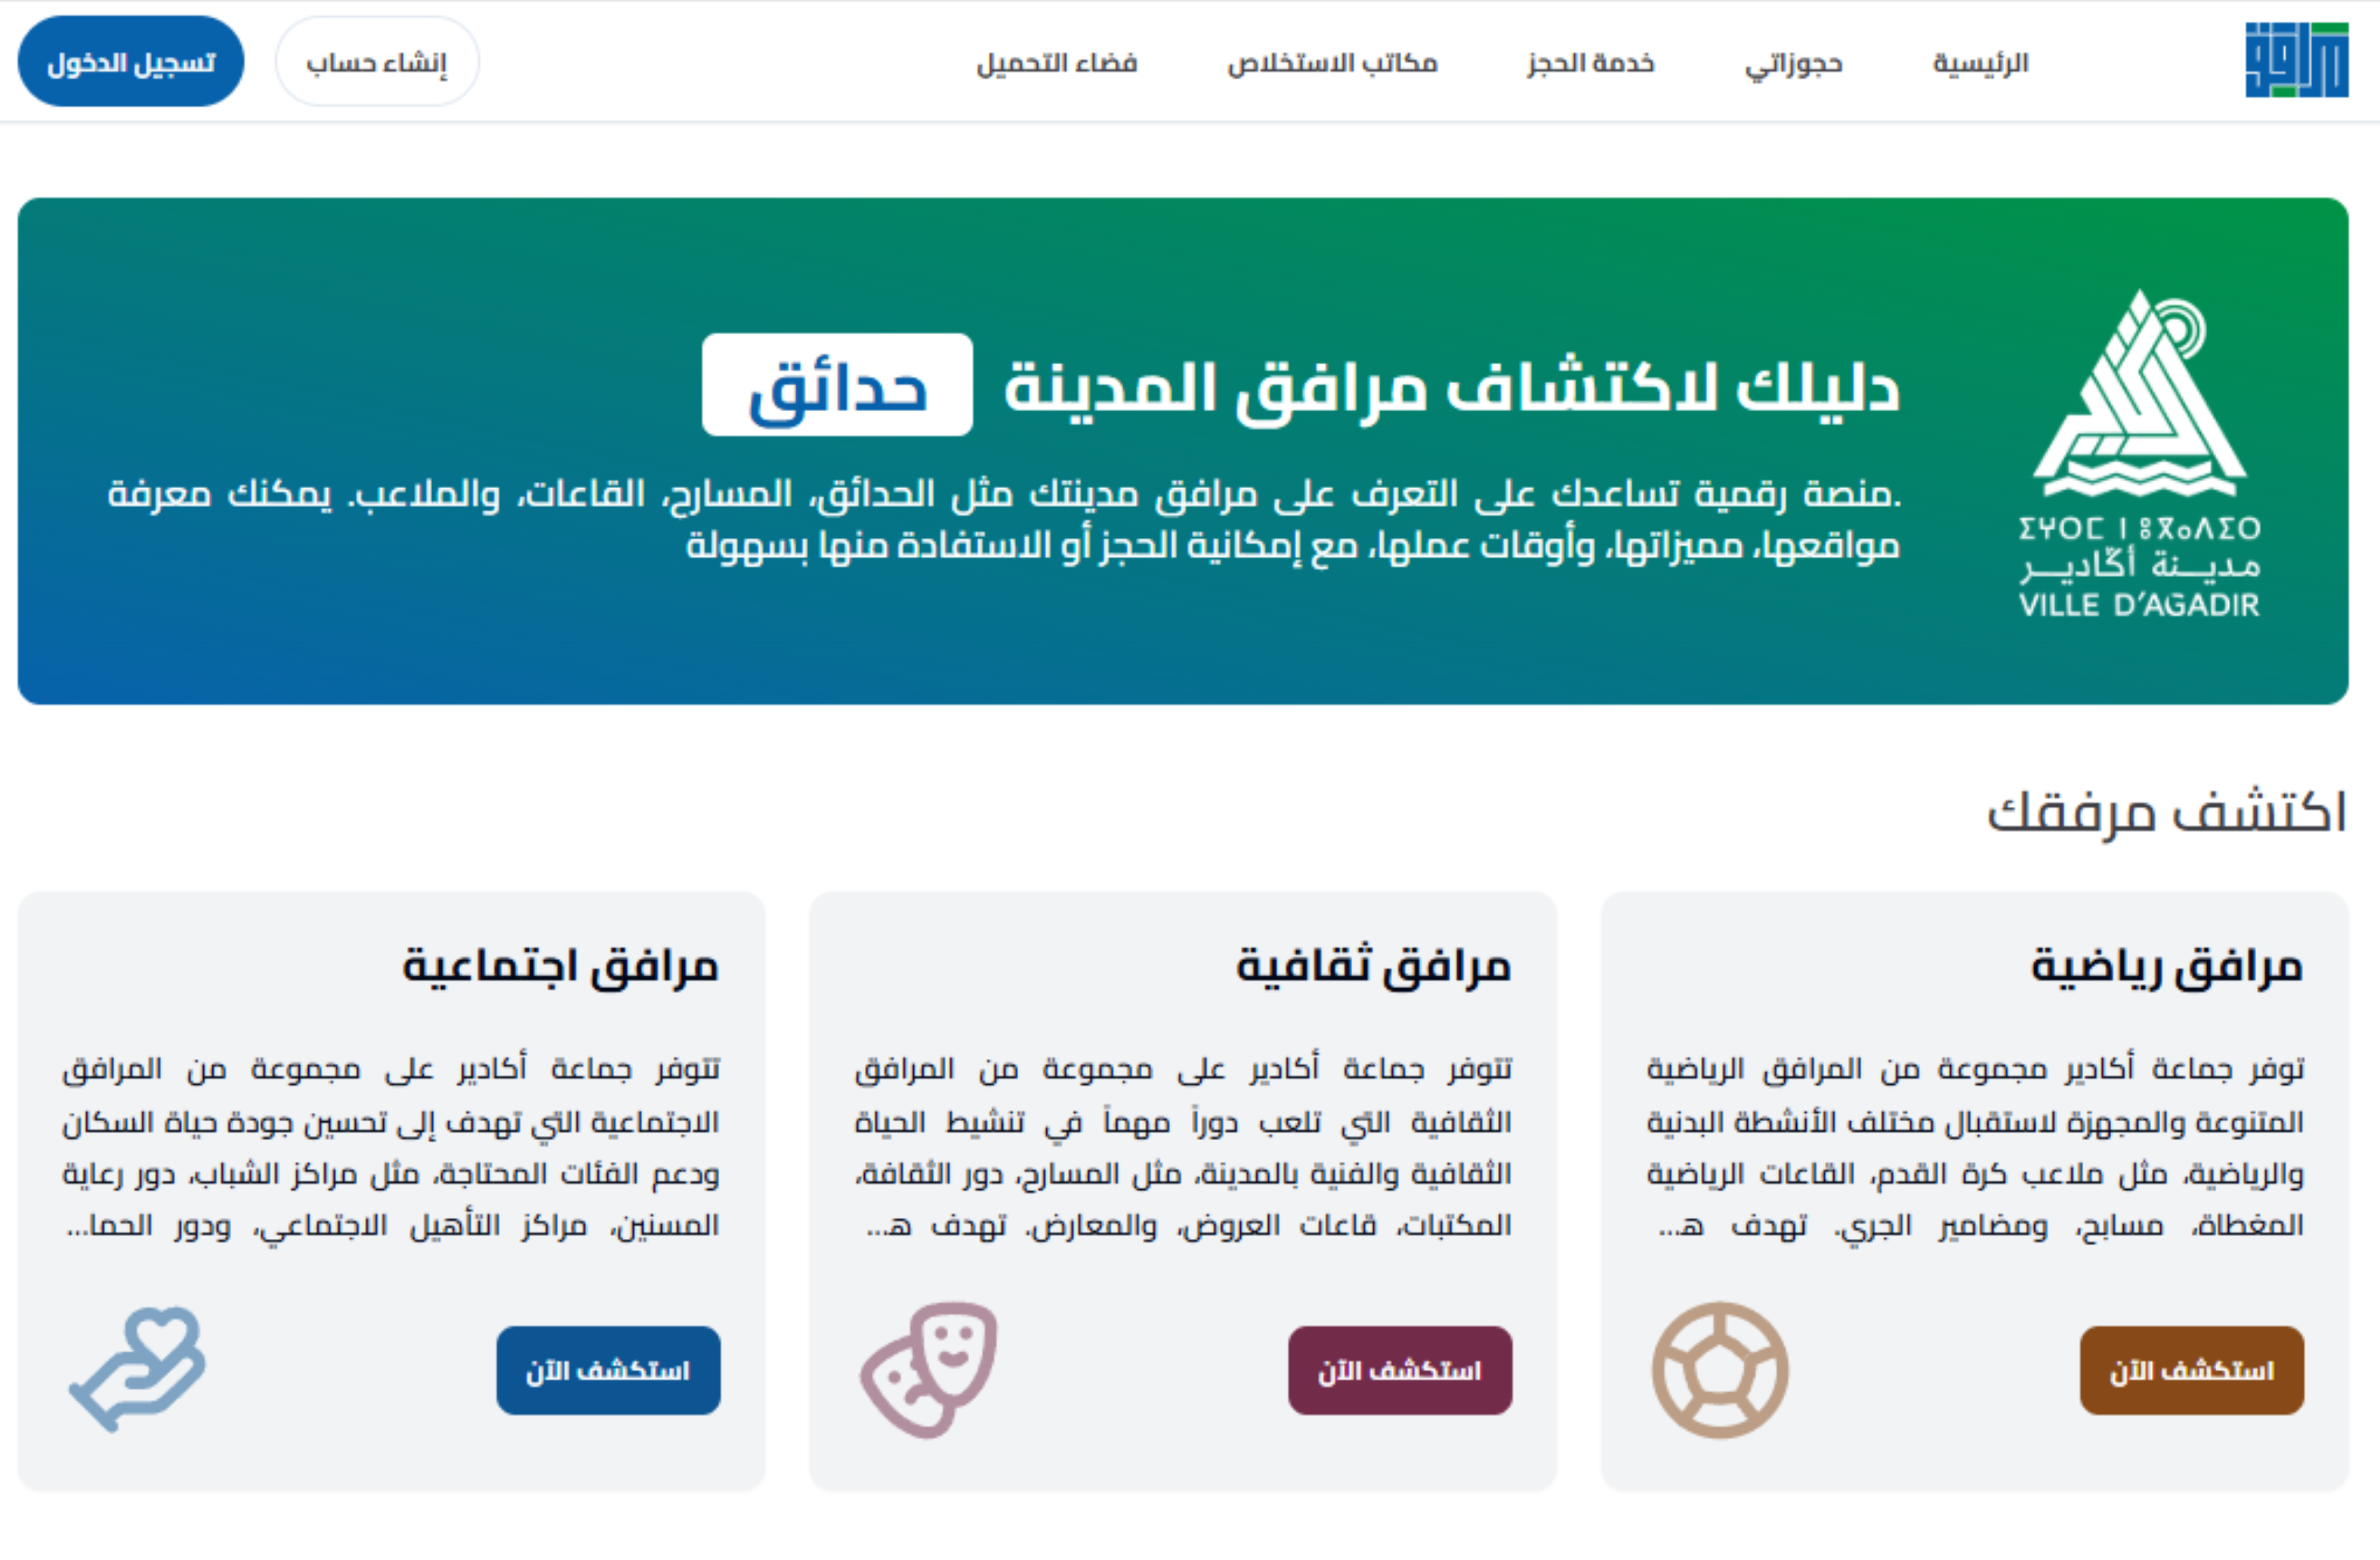 مرافق
الرئيسية
حجوزاتي
خدمة الحجز
مكاتب الاستخلاص
فضاء التحميل
إنشاء حساب
تسجيل الدخول
ⵉⵖⵔⵎ ⵏ ⵓⴳⴰⴷⵉⵔ
مديـــنة أڭاديـــر
VILLE D'AGADIR
دليلك لاكتشاف مرافق المدينة حدائق
.منصة رقمية تساعدك على التعرف على مرافق مدينتك مثل الحدائق، المسارح، القاعات، والملاعب. يمكنك معرفة
مواقعها، مميزاتها، وأوقات عملها، مع إمكانية الحجز أو الاستفادة منها بسهولة
اكتشف مرفقك
مرافق رياضية
توفر جماعة أكادير مجموعة من المرافق الرياضية
المتنوعة والمجهزة لاستقبال مختلف الأنشطة البدنية
والرياضية، مثل ملاعب كرة القدم، القاعات الرياضية
المغطاة، مسابح، ومضامير الجري. تهدف هـ...
استكشف الآن
مرافق ثقافية
تتوفر جماعة أكادير على مجموعة من المرافق
الثقافية التي تلعب دوراً مهماً في تنشيط الحياة
الثقافية والفنية بالمدينة، مثل المسارح، دور الثقافة،
المكتبات، قاعات العروض، والمعارض. تهدف هـ...
استكشف الآن
مرافق اجتماعية
تتوفر جماعة أكادير على مجموعة من المرافق
الاجتماعية التي تهدف إلى تحسين جودة حياة السكان
ودعم الفئات المحتاجة، مثل مراكز الشباب، دور رعاية
المسنين، مراكز التأهيل الاجتماعي، ودور الحما...
استكشف الآن